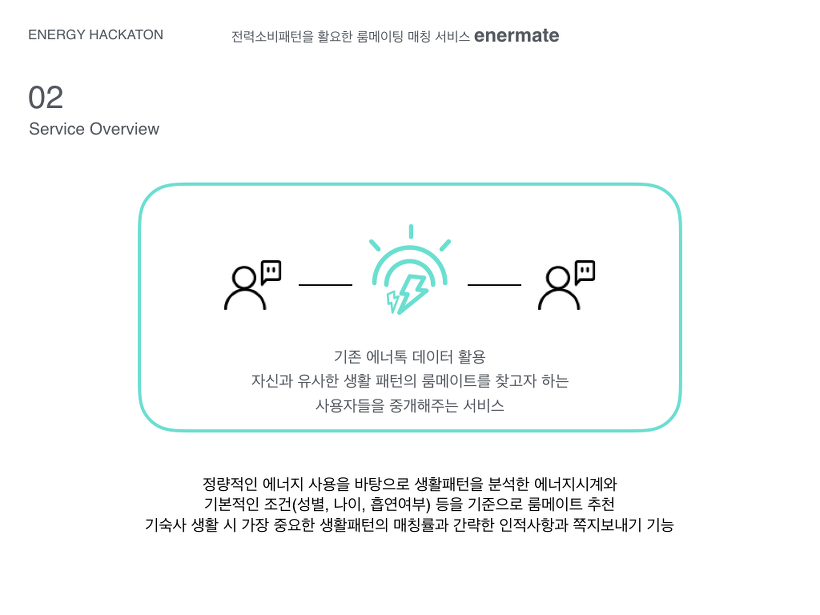 ENERGY HACKATON
전력소비패턴을 활요한 룸메이팅 매칭 서비스 enermate
02
Service Overview
기존 에너톡 데이터 활용
자신과 유사한 생활 패턴의 룸메이트를 찾고자 하는
사용자들을 중개해주는 서비스
정량적인 에너지 사용을 바탕으로 생활패턴을 분석한 에너지시계와
기본적인 조건(성별, 나이, 흡연여부) 등을 기준으로 룸메이트 추천
기숙사 생활 시 가장 중요한 생활패턴의 매칭률과 간략한 인적사항과 쪽지보내기 기능